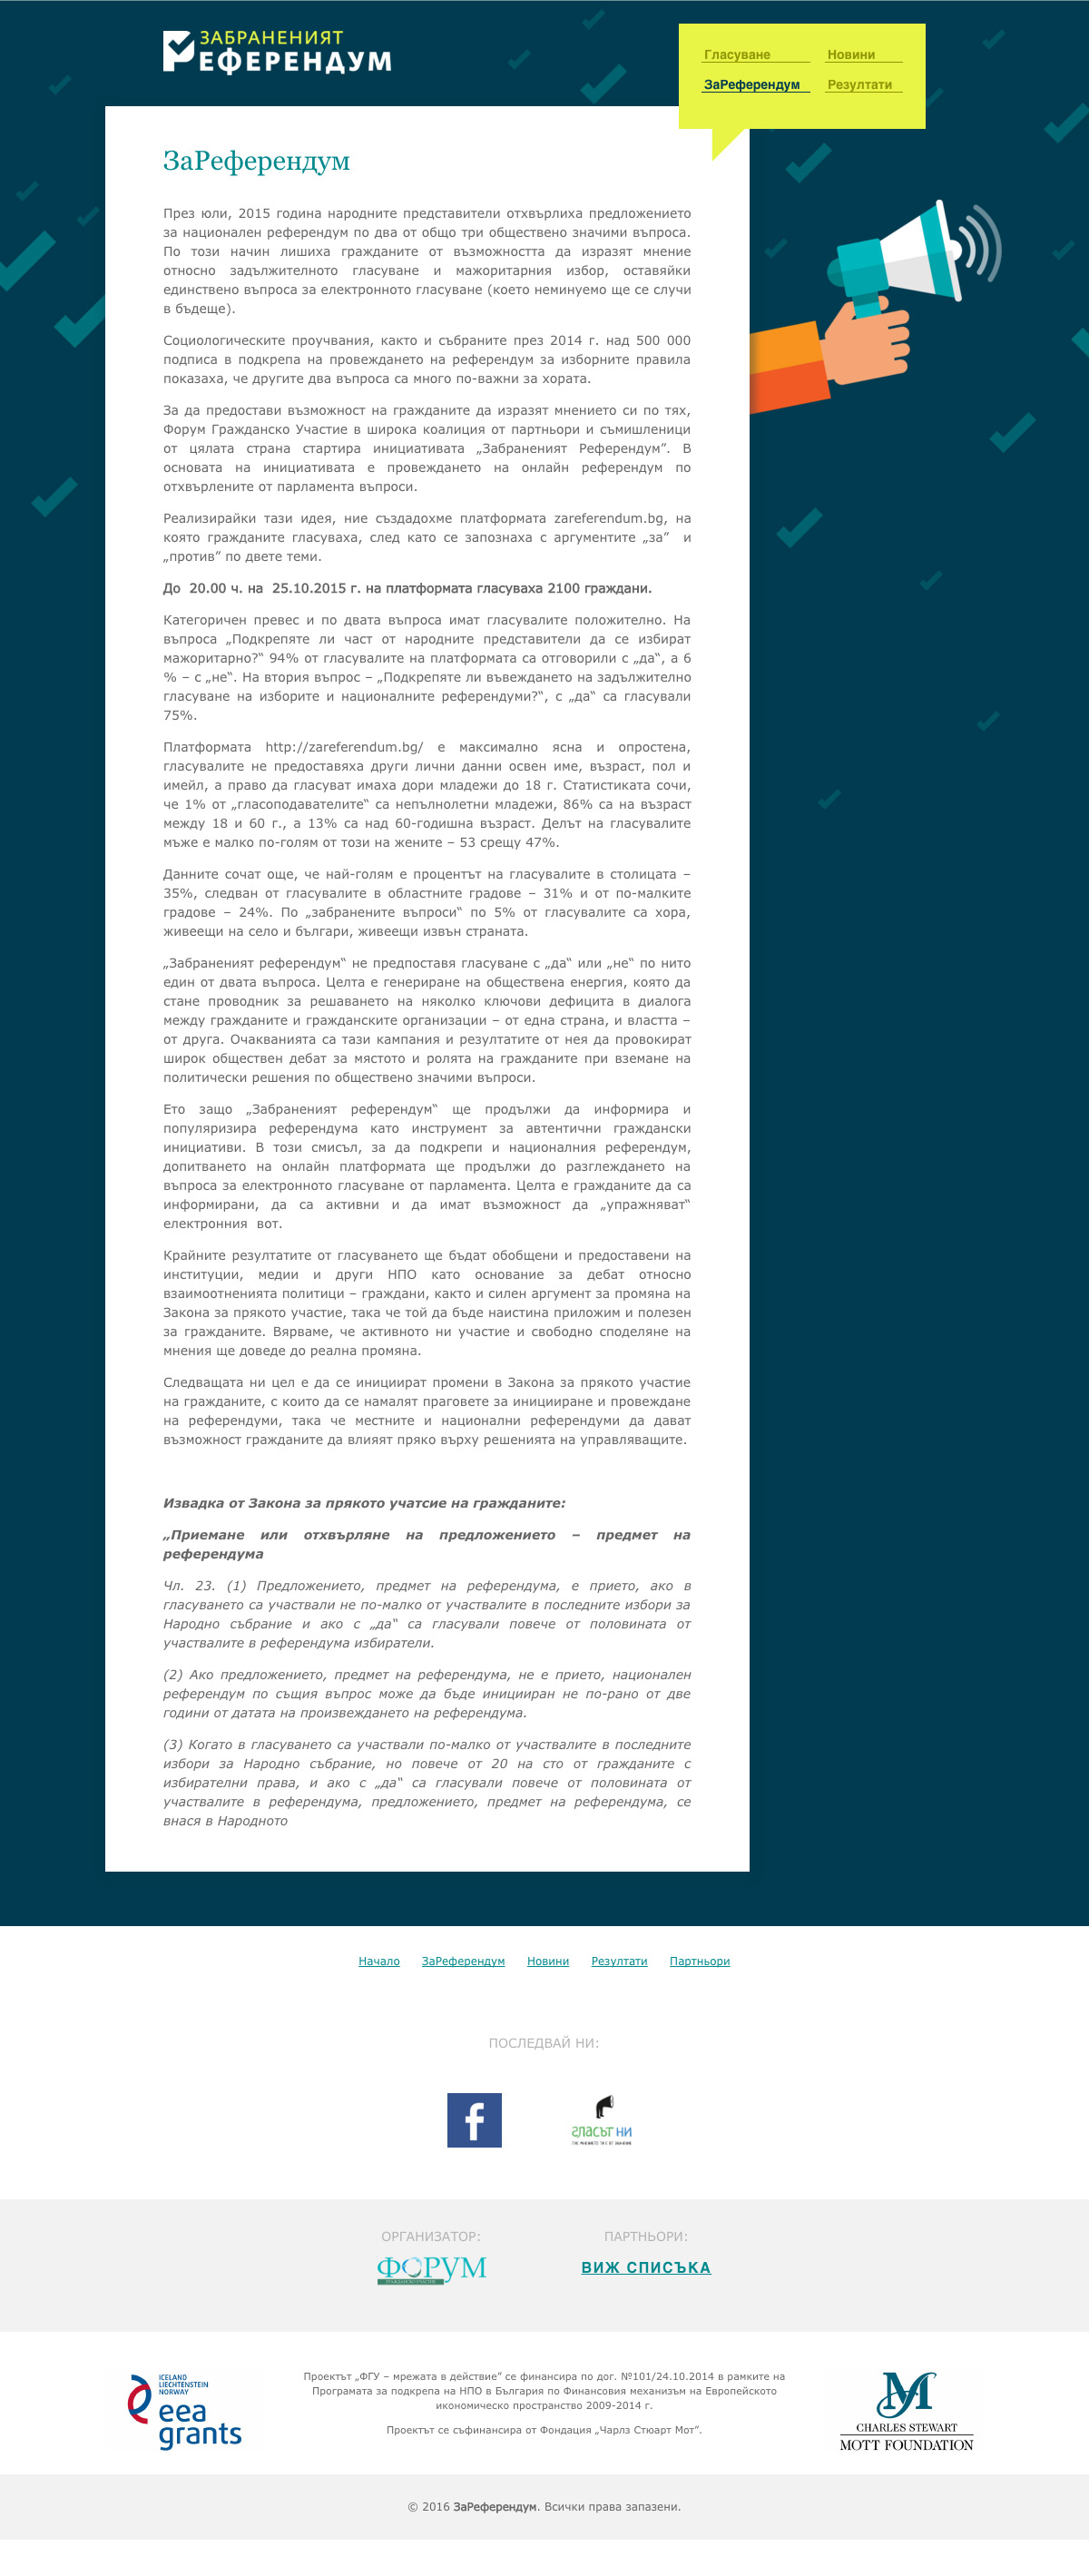 ЗАБРАНЕНИЯТ
РЕФЕРЕНДУМ
Гласуване
Новини
ЗаРеферендум
Резултати
ЗаРеферендум
През юли, 2015 година народните представители отхвърлиха предложението
за национален референдум по два от общо три обществено значими въпроса.
По този начин лишиха гражданите от възможността да изразят мнение
относно задължителното гласуване и мажоритарния избор, оставяйки
единствено въпроса за електронното гласуване (което неминуемо ще се случи
в бъдеще).
Социологическите проучвания, както и събраните през 2014 г. над 500 000
подписа в подкрепа на провеждането на референдум за изборните правила
показаха, че другите два въпроса са много по-важни за хората.
За да предостави възможност на гражданите да изразят мнението си по тях,
Форум Гражданско Участие в широка коалиция от партньори и съмишленици
от цялата страна стартира инициативата „Забраненият Референдум”. В
основата на инициативата е провеждането на онлайн референдум по
отхвърлените от парламента въпроси.
Реализирайки тази идея, ние създадохме платформата zareferendum.bg, на
която гражданите гласуваха, след като се запознаха с аргументите „за” и
„против” по двете теми.
До 20.00 ч. на 25.10.2015 г. на платформата гласуваха 2100 граждани.
Категоричен превес и по двата въпроса имат гласувалите положително. На
въпроса „Подкрепяте ли част от народните представители да се избират
мажоритарно?“ 94% от гласувалите на платформата са отговорили с „да“, а 6
% – с „не“. На втория въпрос – „Подкрепяте ли въвеждането на задължително
гласуване на изборите и националните референдуми?“, с „да“ са гласували
75%.
Платформата http://zareferendum.bg/ е максимално ясна и опростена,
гласувалите не предоставяха други лични данни освен име, възраст, пол и
имейл, а право да гласуват имаха дори младежи до 18 г. Статистиката сочи,
че 1% от „гласоподавателите“ са непълнолетни младежи, 86% са на възраст
между 18 и 60 г., а 13% са над 60-годишна възраст. Делът на гласувалите
мъже е малко по-голям от този на жените – 53 срещу 47%.
Данните сочат още, че най-голям е процентът на гласувалите в столицата –
35%, следван от гласувалите в областните градове – 31% и от по-малките
градове – 24%. По „забранените въпроси“ по 5% от гласувалите са хора,
живеещи на село и българи, живеещи извън страната.
„Забраненият референдум“ не предпоставя гласуване с „да“ или „не“ по нито
един от двата въпроса. Целта е генериране на обществена енергия, която да
стане проводник за решаването на няколко ключови дефицита в диалога
между гражданите и гражданските организации – от една страна, и властта –
от друга. Очакванията са тази кампания и резултатите от нея да провокират
широк обществен дебат за мястото и ролята на гражданите при вземане на
политически решения по обществено значими въпроси.
Ето защо „Забраненият референдум“ ще продължи да информира и
популяризира референдума като инструмент за автентични граждански
инициативи. В този смисъл, за да подкрепи и националния референдум,
допитването на онлайн платформата ще продължи до разглеждането на
въпроса за електронното гласуване от парламента. Целта е гражданите да са
информирани, да са активни и да имат възможност да „упражняват“
електронния вот.
Крайните резултатите от гласуването ще бъдат обобщени и предоставени на
институции, медии и други НПО като основание за дебат относно
взаимоотненията политици – граждани, както и силен аргумент за промяна на
Закона за прякото участие, така че той да бъде наистина приложим и полезен
за гражданите. Вярваме, че активното ни участие и свободно споделяне на
мнения ще доведе до реална промяна.
Следващата ни цел е да се инициират промени в Закона за прякото участие
на гражданите, с които да се намалят праговете за иницииране и провеждане
на референдуми, така че местните и национални референдуми да дават
възможност гражданите да влияят пряко върху решенията на управляващите.
Извадка от Закона за прякото учатсие на гражданите:
„Приемане или отхвърляне на предложението – предмет на
референдума
Чл. 23. (1) Предложението, предмет на референдума, е прието, ако в
гласуването са участвали не по-малко от участвалите в последните избори за
Народно събрание и ако с „да“ са гласували повече от половината от
участвалите в референдума избиратели.
(2) Ако предложението, предмет на референдума, не е прието, национален
референдум по същия въпрос може да бъде иницииран не по-рано от две
години от датата на произвеждането на референдума.
(3) Когато в гласуването са участвали по-малко от участвалите в последните
избори за Народно събрание, но повече от 20 на сто от гражданите с
избирателни права, и ако с „да“ са гласували повече от половината от
участвалите в референдума, предложението, предмет на референдума, се
внася в Народното
Начало ЗаРеферендум Новини Резултати Партньори
ПОСЛЕДВАЙ НИ:
f
гласът ни
ОРГАНИЗАТОР:
ПАРТНЬОРИ:
ФОРУМ
ВИЖ СПИСЪКА
ICELAND
LIECHTENSTEIN
NORWAY
eea
grants
Проектът „ФГУ – мрежата в действие” се финансира по дог. №101/24.10.2014 в рамките на
Програмата за подкрепа на НПО в България по Финансовия механизъм на Европейското
икономическо пространство 2009-2014 г.
Проектът се съфинансира от Фондация „Чарлз Стюарт Мот”.
M
CHARLES STEWART
MOTT FOUNDATION
© 2016 ЗаРеферендум. Всички права запазени.